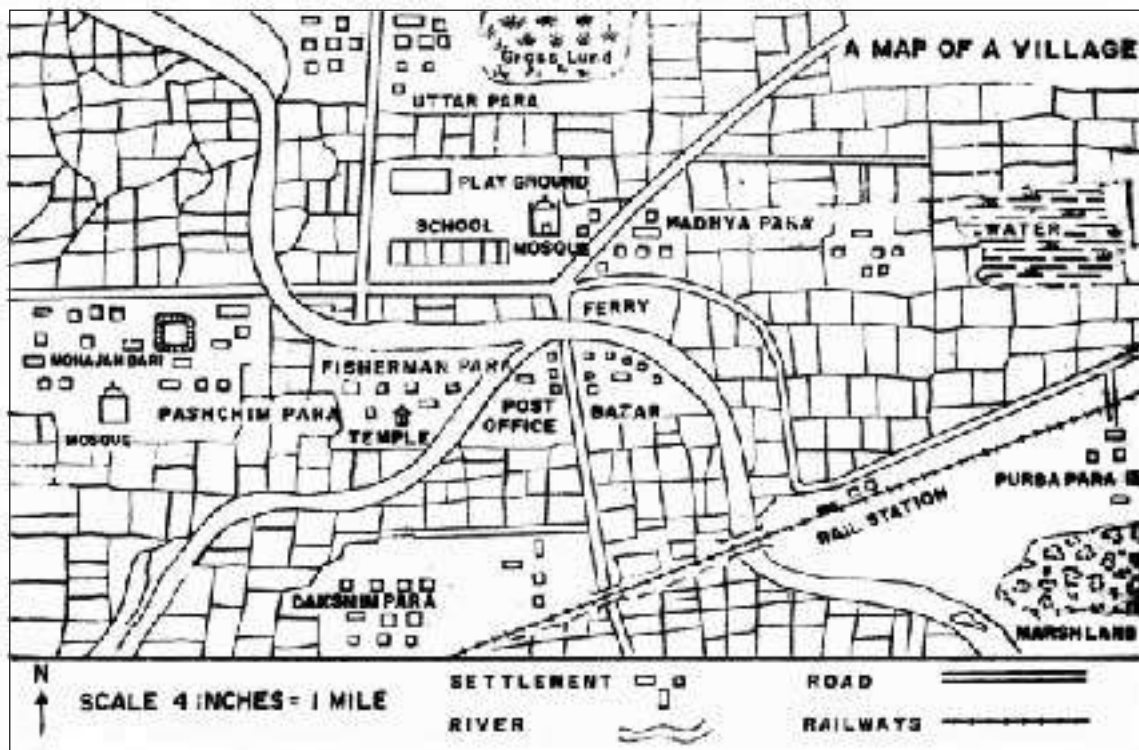 A MAP OF A VILLAGE
Grass Lund
UTTAR PARA
PLAY GROUND
SCHOOL
MOSQUE
MADHYA PARA
WATER
FERRY
MOHAJAN BARI
FISHERMAN PARA
PASHCHIM PARA
POST
OFFICE
BAZAR
TEMPLE
MOSQUE
PURBA PARA
RAIL STATION
DAKSHIM PARA
MARSH LAND
N
SCALE 4 INCHES = 1 MILE
SETTLEMENT
ROAD
RIVER
RAILWAYS